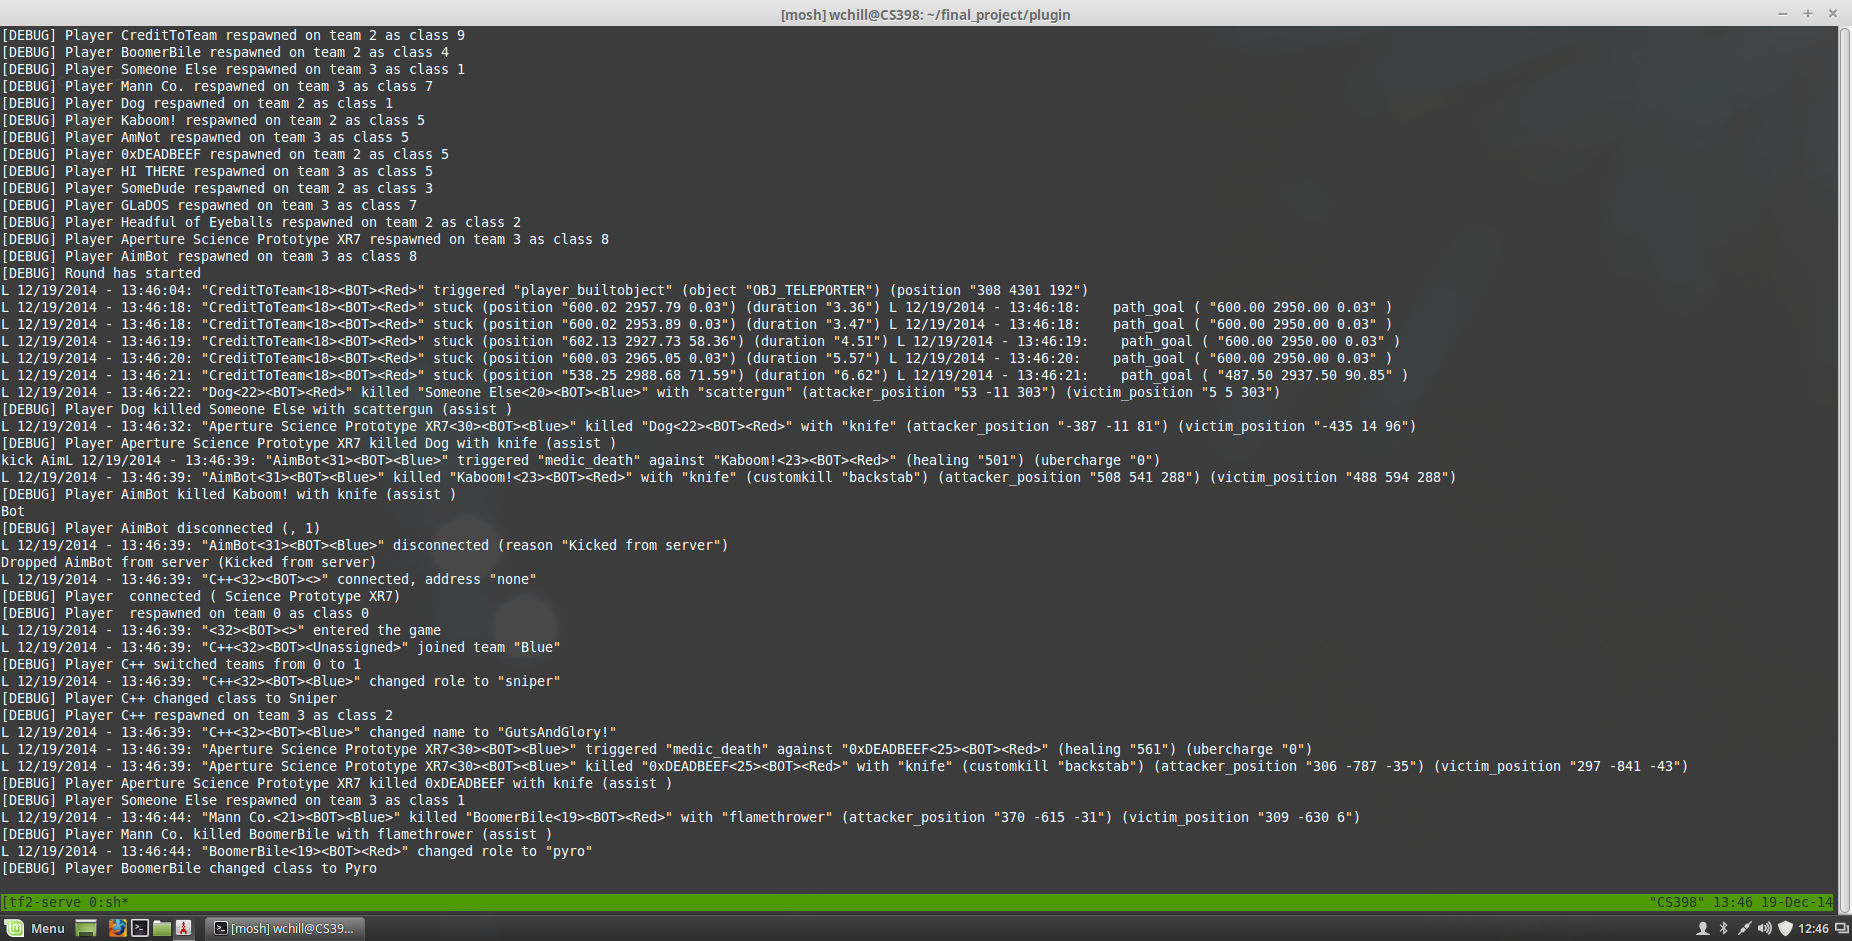 [mosh] wchill@CS398: ~/final_project/plugin
[DEBUG] Player CreditToTeam respawned on team 2 as class 9
[DEBUG] Player BoomerBile respawned on team 2 as class 4
[DEBUG] Player Someone Else respawned on team 3 as class 1
[DEBUG] Player Mann Co. respawned on team 3 as class 7
[DEBUG] Player Dog respawned on team 2 as class 1
[DEBUG] Player Kaboom! respawned on team 2 as class 5
[DEBUG] Player AmNot respawned on team 3 as class 5
[DEBUG] Player 0xDEADBEEF respawned on team 2 as class 5
[DEBUG] Player HI THERE respawned on team 3 as class 5
[DEBUG] Player SomeDude respawned on team 2 as class 3
[DEBUG] Player GLaDOS respawned on team 3 as class 7
[DEBUG] Player Headful of Eyeballs respawned on team 2 as class 2
[DEBUG] Player Aperture Science Prototype XR7 respawned on team 3 as class 8
[DEBUG] Player AimBot respawned on team 3 as class 8
[DEBUG] Round has started
L 12/19/2014 - 13:46:04: "CreditToTeam<18><BOT><Red>" triggered "player_builtobject" (object "OBJ_TELEPORTER") (position "308 4301 192")
L 12/19/2014 - 13:46:18: "CreditToTeam<18><BOT><Red>" stuck (position "600.02 2957.79 0.03") (duration "3.36") L 12/19/2014 - 13:46:18:    path_goal ( "600.00 2950.00 0.03" )
L 12/19/2014 - 13:46:18: "CreditToTeam<18><BOT><Red>" stuck (position "600.02 2953.89 0.03") (duration "3.47") L 12/19/2014 - 13:46:18:    path_goal ( "600.00 2950.00 0.03" )
L 12/19/2014 - 13:46:19: "CreditToTeam<18><BOT><Red>" stuck (position "602.13 2927.73 58.36") (duration "4.51") L 12/19/2014 - 13:46:19:    path_goal ( "600.00 2950.00 0.03" )
L 12/19/2014 - 13:46:20: "CreditToTeam<18><BOT><Red>" stuck (position "600.03 2965.05 0.03") (duration "5.57") L 12/19/2014 - 13:46:20:    path_goal ( "600.00 2950.00 0.03" )
L 12/19/2014 - 13:46:21: "CreditToTeam<18><BOT><Red>" stuck (position "538.25 2988.68 71.59") (duration "6.62") L 12/19/2014 - 13:46:21:    path_goal ( "487.50 2937.50 90.85" )
L 12/19/2014 - 13:46:22: "Dog<22><BOT><Red>" killed "Someone Else<20><BOT><Blue>" with "scattergun" (attacker_position "53 -11 303") (victim_position "5 5 303")
[DEBUG] Player Dog killed Someone Else with scattergun (assist )
L 12/19/2014 - 13:46:32: "Aperture Science Prototype XR7<30><BOT><Blue>" killed "Dog<22><BOT><Red>" with "knife" (attacker_position "-387 -11 81") (victim_position "-435 14 96")
[DEBUG] Player Aperture Science Prototype XR7 killed Dog with knife (assist )
kick AimL 12/19/2014 - 13:46:39: "AimBot<31><BOT><Blue>" triggered "medic_death" against "Kaboom!<23><BOT><Red>" (healing "501") (ubercharge "0")
L 12/19/2014 - 13:46:39: "AimBot<31><BOT><Blue>" killed "Kaboom!<23><BOT><Red>" with "knife" (customkill "backstab") (attacker_position "508 541 288") (victim_position "488 594 288")
[DEBUG] Player AimBot killed Kaboom! with knife (assist )
Bot
[DEBUG] Player AimBot disconnected (, 1)
L 12/19/2014 - 13:46:39: "AimBot<31><BOT><Blue>" disconnected (reason "Kicked from server")
Dropped AimBot from server (Kicked from server)
L 12/19/2014 - 13:46:39: "C++<32><BOT><>" connected, address "none"
[DEBUG] Player  connected ( Science Prototype XR7)
[DEBUG] Player  respawned on team 0 as class 0
L 12/19/2014 - 13:46:39: "<32><BOT><>" entered the game
L 12/19/2014 - 13:46:39: "C++<32><BOT><Unassigned>" joined team "Blue"
[DEBUG] Player C++ switched teams from 0 to 1
L 12/19/2014 - 13:46:39: "C++<32><BOT><Blue>" changed role to "sniper"
[DEBUG] Player C++ changed class to Sniper
[DEBUG] Player C++ respawned on team 3 as class 2
L 12/19/2014 - 13:46:39: "C++<32><BOT><Blue>" changed name to "GutsAndGlory!"
L 12/19/2014 - 13:46:39: "Aperture Science Prototype XR7<30><BOT><Blue>" triggered "medic_death" against "0xDEADBEEF<25><BOT><Red>" (healing "561") (ubercharge "0")
L 12/19/2014 - 13:46:39: "Aperture Science Prototype XR7<30><BOT><Blue>" killed "0xDEADBEEF<25><BOT><Red>" with "knife" (customkill "backstab") (attacker_position "306 -787 -35") (victim_position "297 -841 -43")
[DEBUG] Player Aperture Science Prototype XR7 killed 0xDEADBEEF with knife (assist )
[DEBUG] Player Someone Else respawned on team 3 as class 1
L 12/19/2014 - 13:46:44: "Mann Co.<21><BOT><Blue>" killed "BoomerBile<19><BOT><Red>" with "flamethrower" (attacker_position "370 -615 -31") (victim_position "309 -630 6")
[DEBUG] Player Mann Co. killed BoomerBile with flamethrower (assist )
L 12/19/2014 - 13:46:44: "BoomerBile<19><BOT><Red>" changed role to "pyro"
[DEBUG] Player BoomerBile changed class to Pyro
[tf2-serve 0:sh* "CS398" 13:46 19-Dec-14
Menu [mosh] wchill@CS39... 12:46